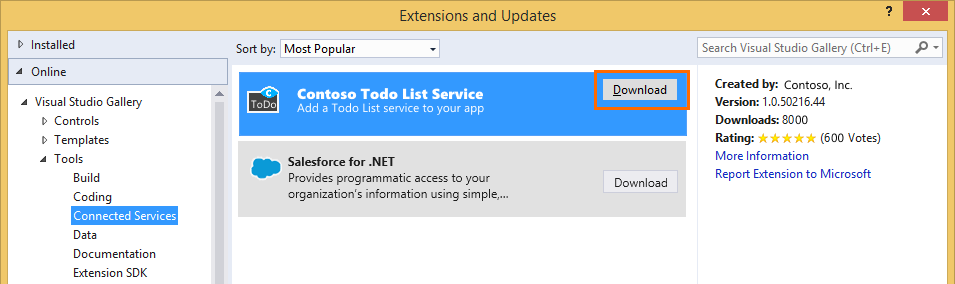 Extensions and Updates
?
Installed
Online
Visual Studio Gallery
Controls
Templates
Tools
Build
Coding
Connected Services
Data
Documentation
Extension SDK
Sort by: Most Popular
C
ToDo
Contoso Todo List Service
Add a Todo List service to your app
Download
Salesforce for .NET
Provides programmatic access to your
organization's information using simple,...
Download
Search Visual Studio Gallery (Ctrl+E)
Created by: Contoso, Inc.
Version: 1.0.50216.44
Downloads: 8000
Rating: (600 Votes)
More Information
Report Extension to Microsoft